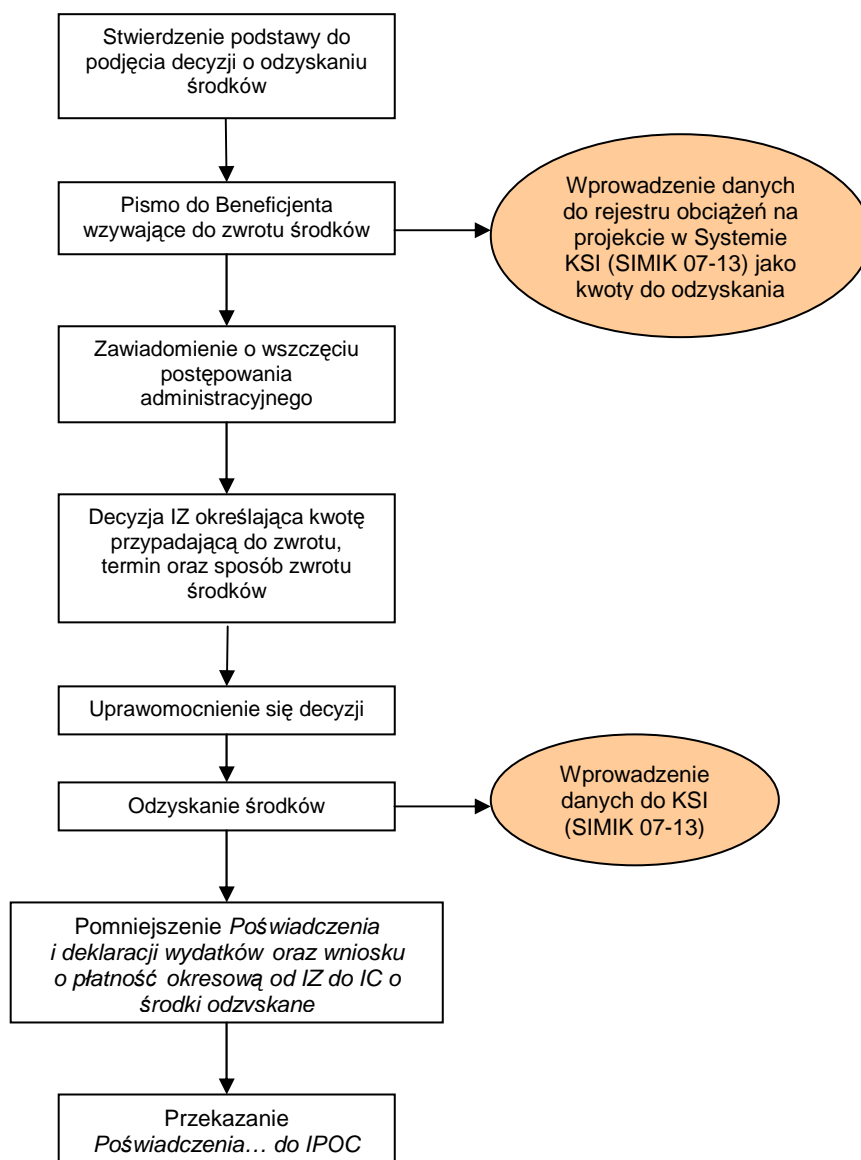 Stwierdzenie podstawy do
podjęcia decyzji o odzyskaniu
środków
Pismo do Beneficjenta
wzywające do zwrotu środków
Wprowadzenie danych
do rejestru obciążeń na
projekcie w Systemie
KSI (SIMIK 07-13) jako
kwoty do odzyskania
Zawiadomienie o wszczęciu
postępowania
administracyjnego
Decyzja IZ określająca kwotę
przypadającą do zwrotu,
termin oraz sposób zwrotu
środków
Uprawomocnienie się decyzji
Odzyskanie środków
Wprowadzenie
danych do KSI
(SIMIK 07-13)
Pomniejszenie Poświadczenia
i deklaracji wydatków oraz wniosku
o płatność okresową od IZ do IC o
środki odzyskane
Przekazanie
Poświadczenia... do IPOC